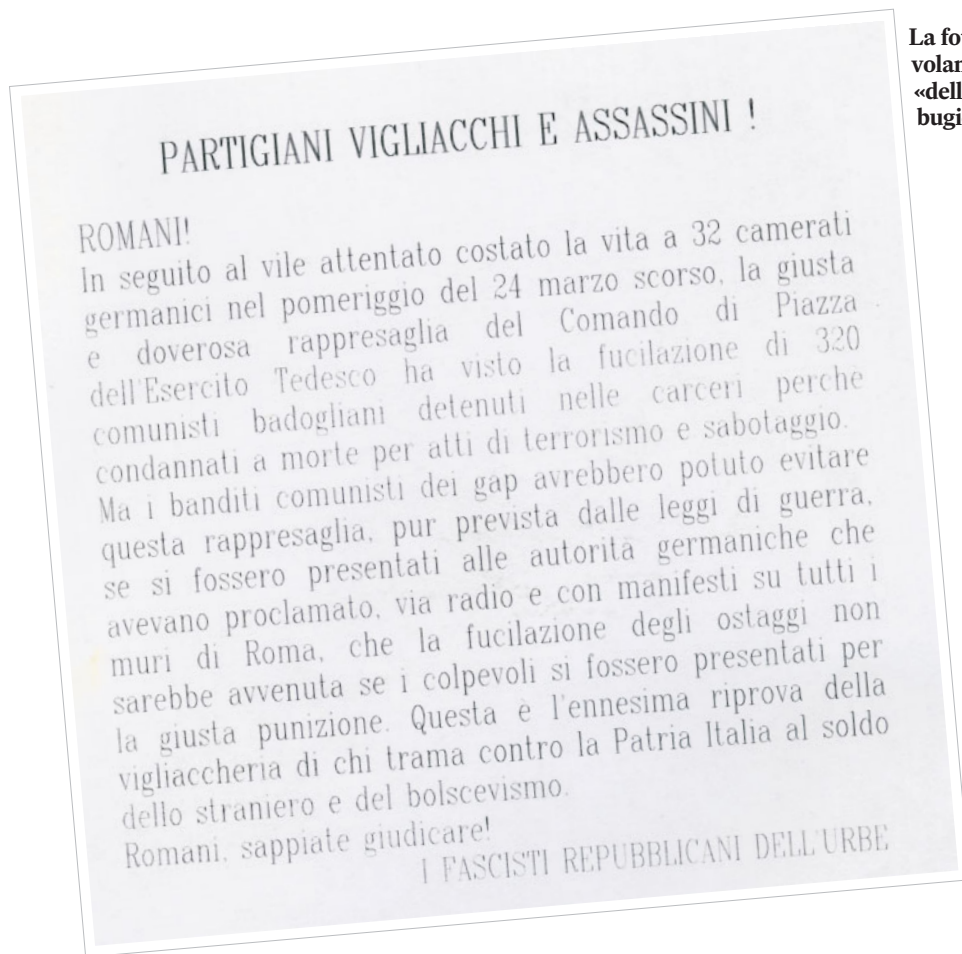 PARTIGIANI VIGLIACCHI E ASSASSINI !
ROMANI!
In seguito al vile attentato costato la vita a 32 camerati
germanici nel pomeriggio del 24 marzo scorso, la giusta
e doverosa rappresaglia del Comando di Piazza
dell'Esercito Tedesco ha visto la fucilazione di 320
comunisti badogliani detenuti nelle carceri perchè
condannati a morte per atti di terrorismo e sabotaggio.
Ma i banditi comunisti dei gap avrebbero potuto evitare
questa rappresaglia, pur prevista dalle leggi di guerra,
se si fossero presentati alle autorità germaniche che
avevano proclamato, via radio e con manifesti su tutti i
muri di Roma, che la fucilazione degli ostaggi non
sarebbe avvenuta se i colpevoli si fossero presentati per
la giusta punizione. Questa è l'ennesima riprova della
vigliaccheria di chi trama contro la Patria Italia al soldo
dello straniero e del bolscevismo.
Romani, sappiate giudicare!
I FASCISTI REPUBBLICANI DELL'URBE
La
«dell